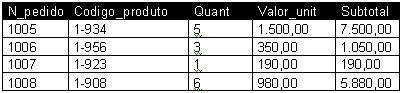 N_pedido Codigo_produto Quant Valor_unit Subtotal
1005 1-934 5 1.500,00 7.500,00
1006 1-956 3 350,00 1.050,00
1007 1-923 1 190,00 190,00
1008 1-908 6 980,00 5.880,00